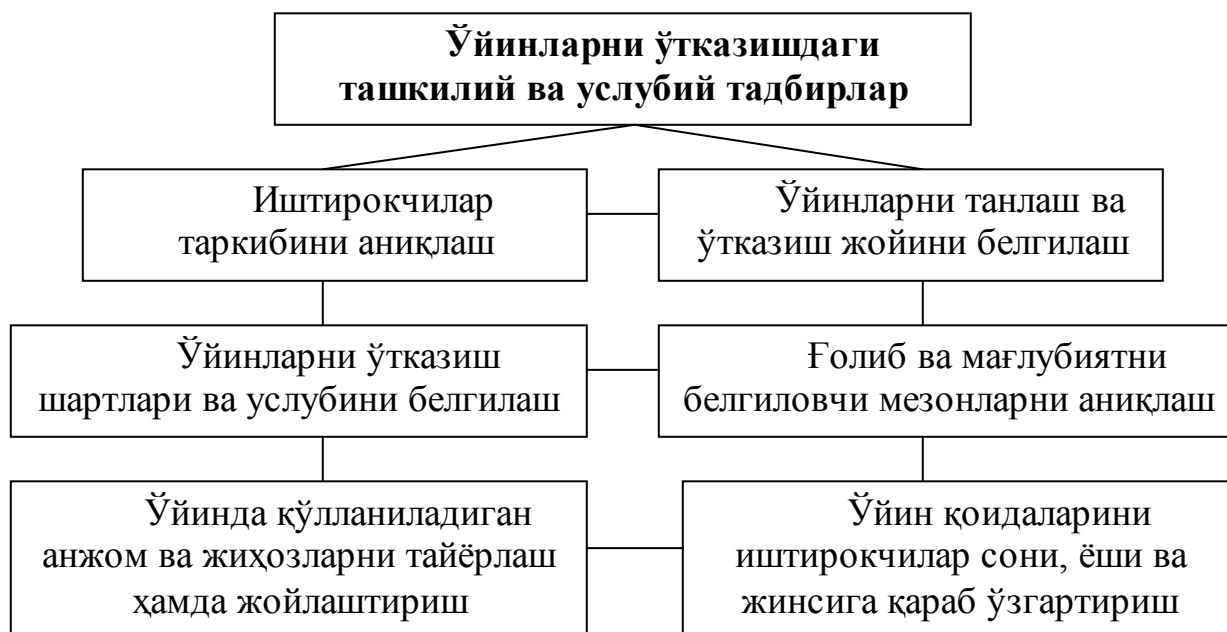 Ўйинларни ўтказишдаги
ташкилий ва услубий тадбирлар
Иштирокчилар
таркибини аниқлаш
Ўйинларни танлаш ва
ўтказиш жойини белгилаш
Ўйинларни ўтказиш
шартлари ва услубини белгилаш
Ғолиб ва мағлубиятни
белгиловчи мезонларни аниқлаш
Ўйинда қўлланиладиган
анжом ва жиҳозларни тайёрлаш
ҳамда жойлаштириш
Ўйин қоидаларини
иштирокчилар сони, ёши ва
жинсига қараб ўзгартириш